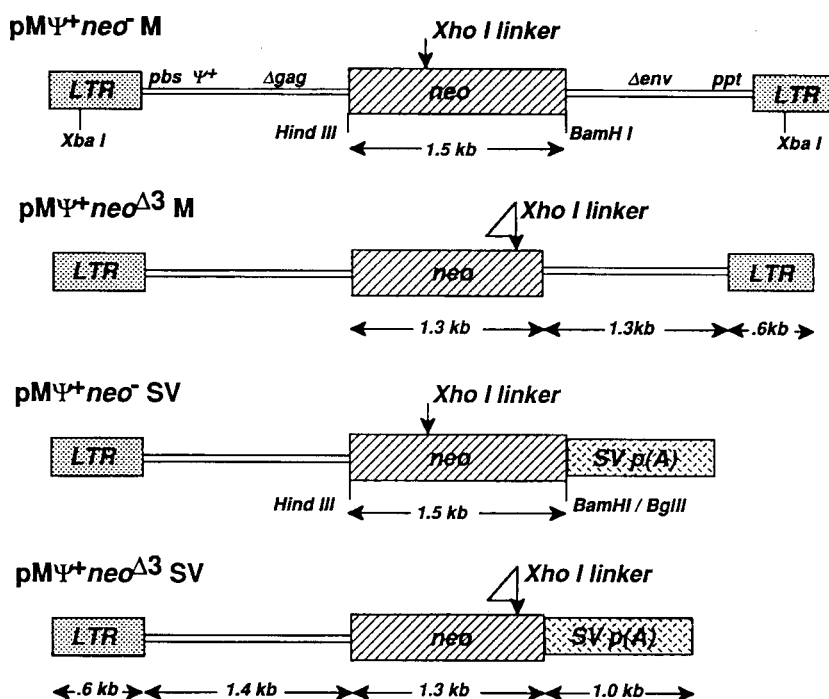 pMΨ+neo- M
Xho I linker
LTR pbs Ψ+ Δgag neo Δenv ppt LTR
Xba I Hind III BamH I Xba I
1.5 kb
pMΨ+neoΔ3 M
Xho I linker
LTR neo LTR
1.3 kb 1.3kb .6kb
pMΨ+neo- SV
Xho I linker
LTR neo SV p(A)
Hind III BamHI / BglII
1.5 kb
pMΨ+neoΔ3 SV
Xho I linker
LTR neo SV p(A)
.6 kb 1.4 kb 1.3 kb 1.0 kb